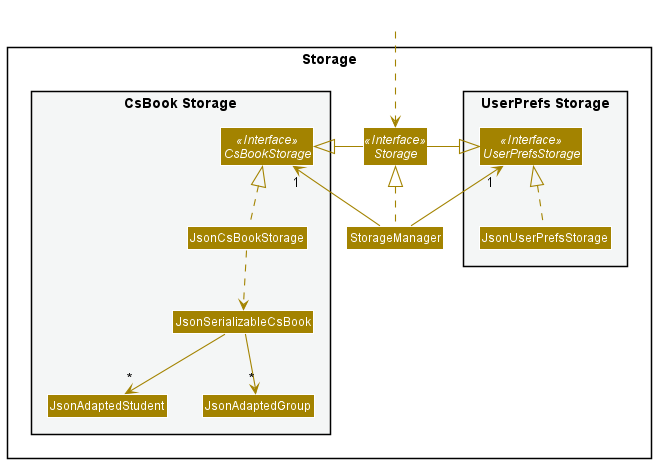 Storage
CsBook Storage
UserPrefs Storage
«Interface»
CsBookStorage
«Interface»
Storage
«Interface»
UserPrefsStorage
1
1
JsonCsBookStorage
StorageManager
JsonUserPrefsStorage
JsonSerializableCsBook
*
*
JsonAdaptedStudent
JsonAdaptedGroup